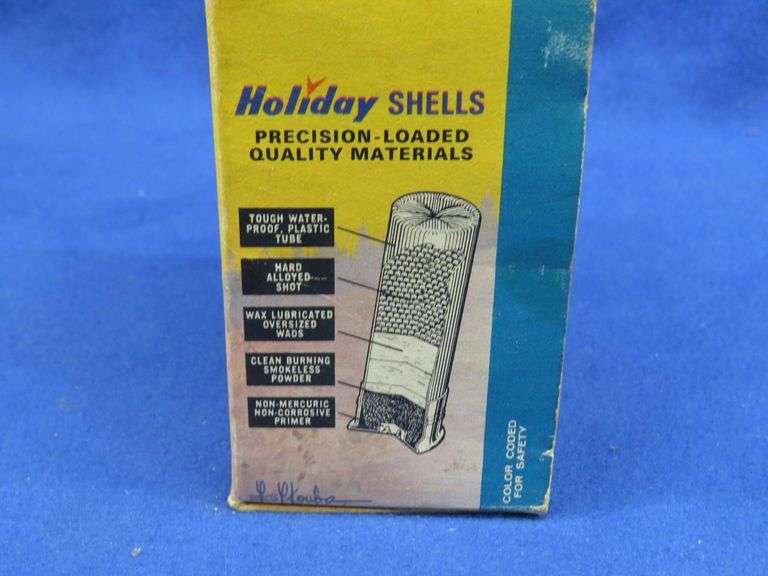 Holiday SHELLS
PRECISION-LOADED
QUALITY MATERIALS
TOUGH WATER-
PROOF, PLASTIC
TUBE
HARD
ALLOYED
SHOT
WAX LUBRICATED
OVERSIZED
WADS
CLEAN BURNING
SMOKELESS
POWDER
NON-MERCURIC
NON-CORROSIVE
PRIMER
COLOR CODED
FOR SAFETY